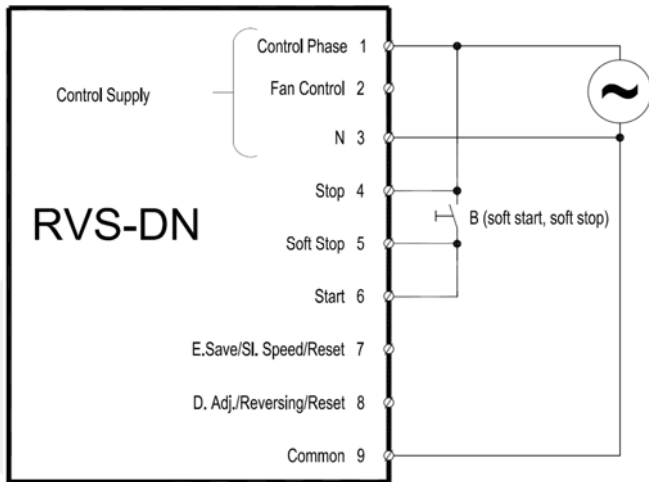 Control Phase 1
Fan Control 2
Control Supply
N 3
Stop 4
RVS-DN
B (soft start, soft stop)
Soft Stop 5
Start 6
E.Save/Sl. Speed/Reset 7
D. Adj./Reversing/Reset 8
Common 9